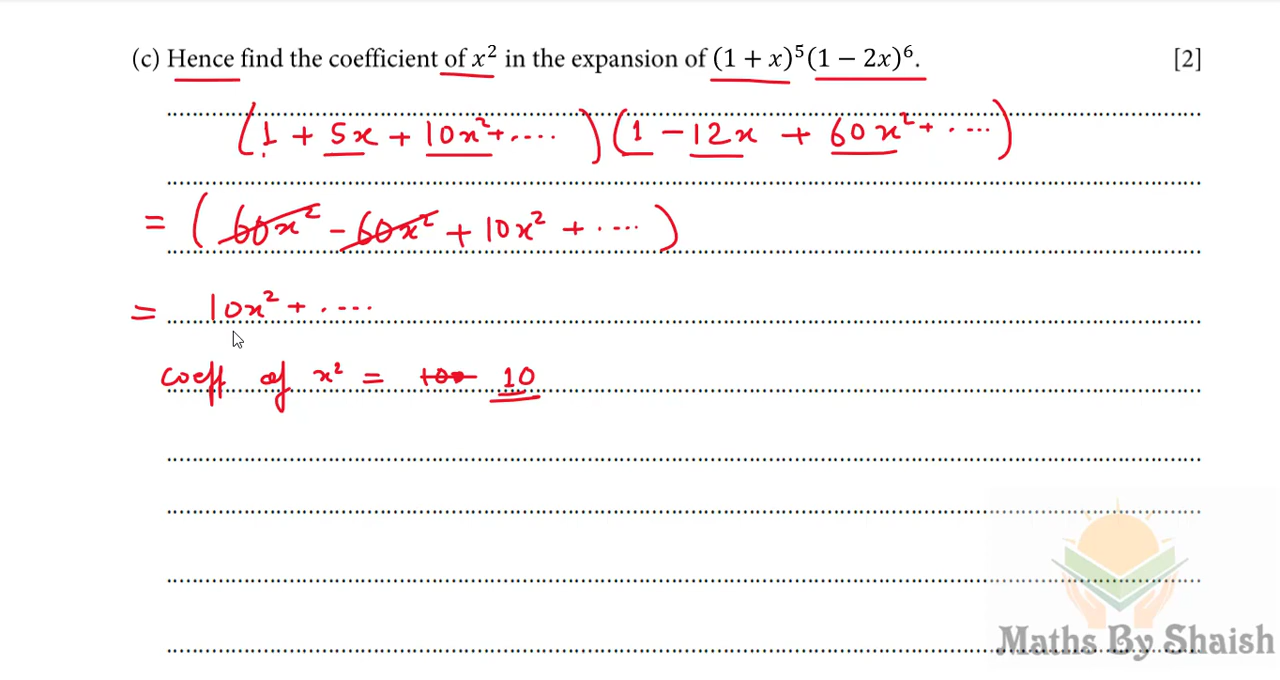 (c) Hence find the coefficient of x² in the expansion of (1 + x)⁵(1 − 2x)⁶. [2]
(1 + 5x + 10x² + ....) (1 − 12x + 60x² + ....)
= (60x² − 60x² + 10x² + ....)
= 10x² + ....
coeff of x² = 10
Maths By Shaish